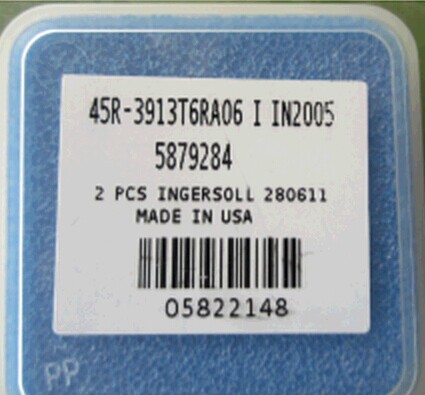 45R-3913T6RA06 I IN2005
5879284
2 PCS INGERSOLL 280611
MADE IN USA
05822148
PP